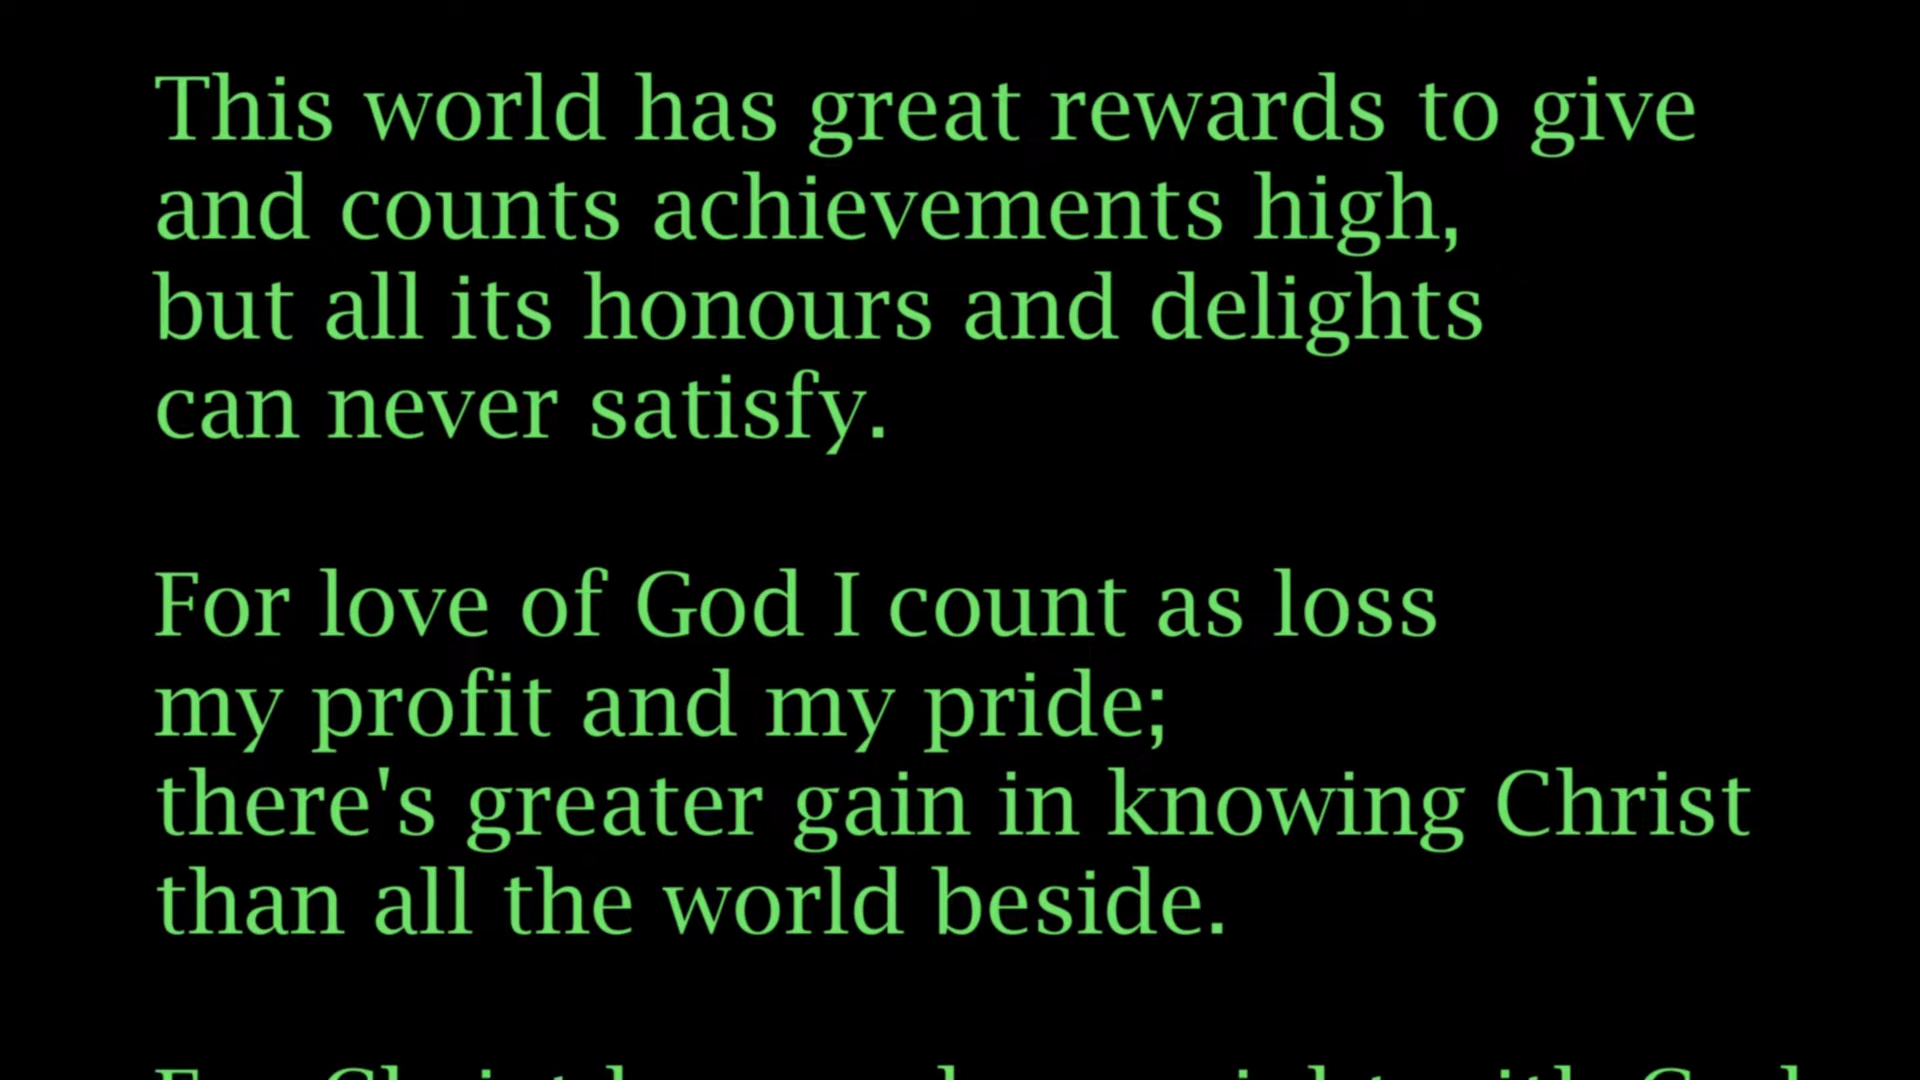 This world has great rewards to give
and counts achievements high,
but all its honours and delights
can never satisfy.
For love of God I count as loss
my profit and my pride;
there's greater gain in knowing Christ
than all the world beside.